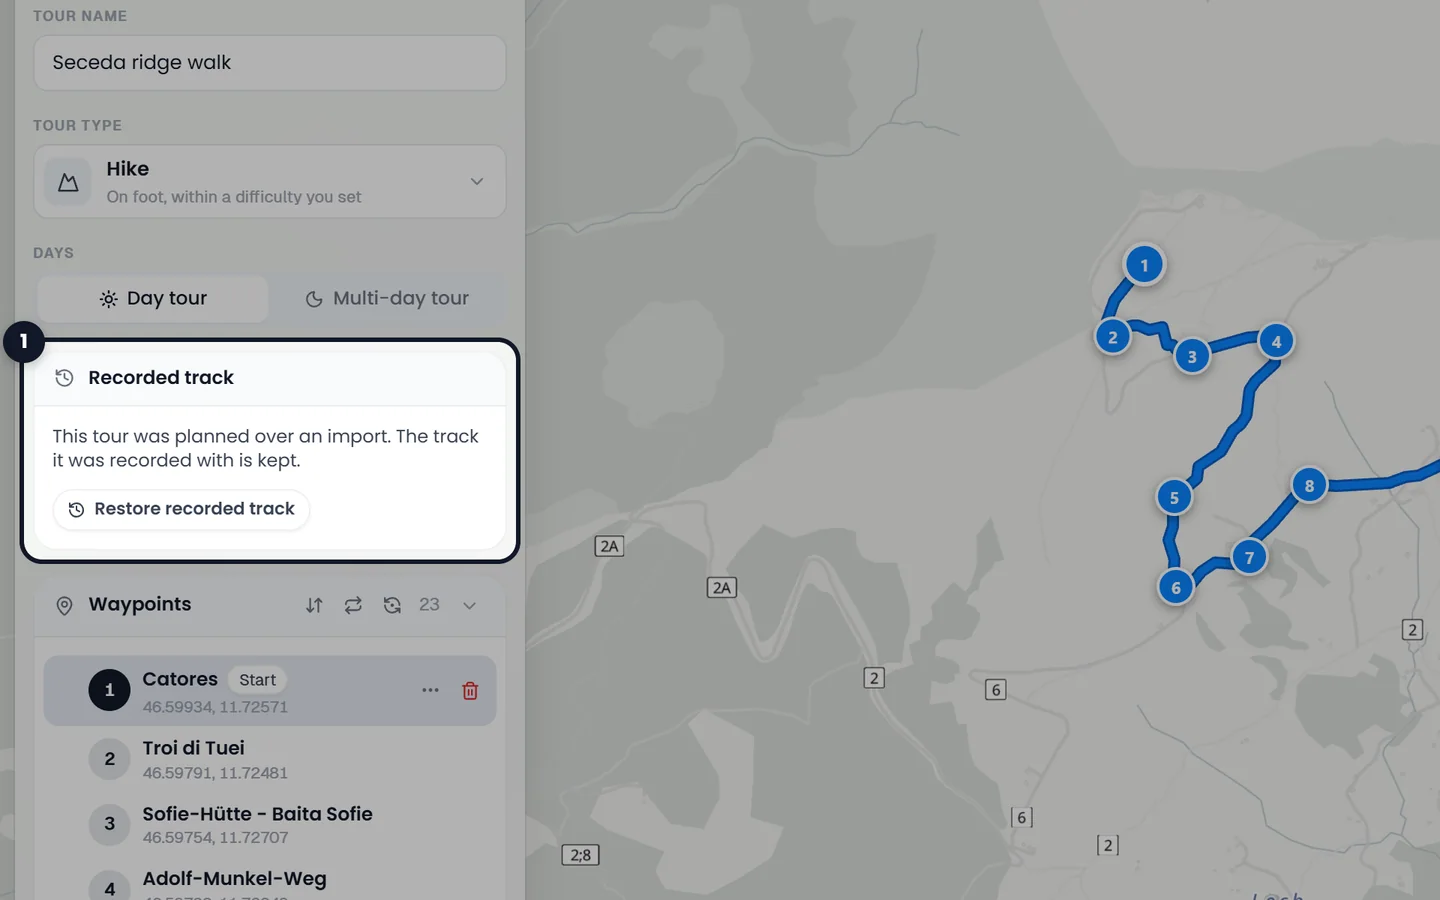 TOUR NAME
Seceda ridge walk
TOUR TYPE
Hike
On foot, within a difficulty you set
DAYS
Day tour
Multi-day tour
1
Recorded track
This tour was planned over an import. The track
it was recorded with is kept.
Restore recorded track
Waypoints
23
1
Catores
Start
46.59934, 11.72571
2
Troi di Tuei
46.59791, 11.72481
3
Sofie-Hütte - Baita Sofie
46.59754, 11.72707
4
Adolf-Munkel-Weg
1
2
3
4
5
6
7
8
2A
2A
2
2
6
6
2
2;8